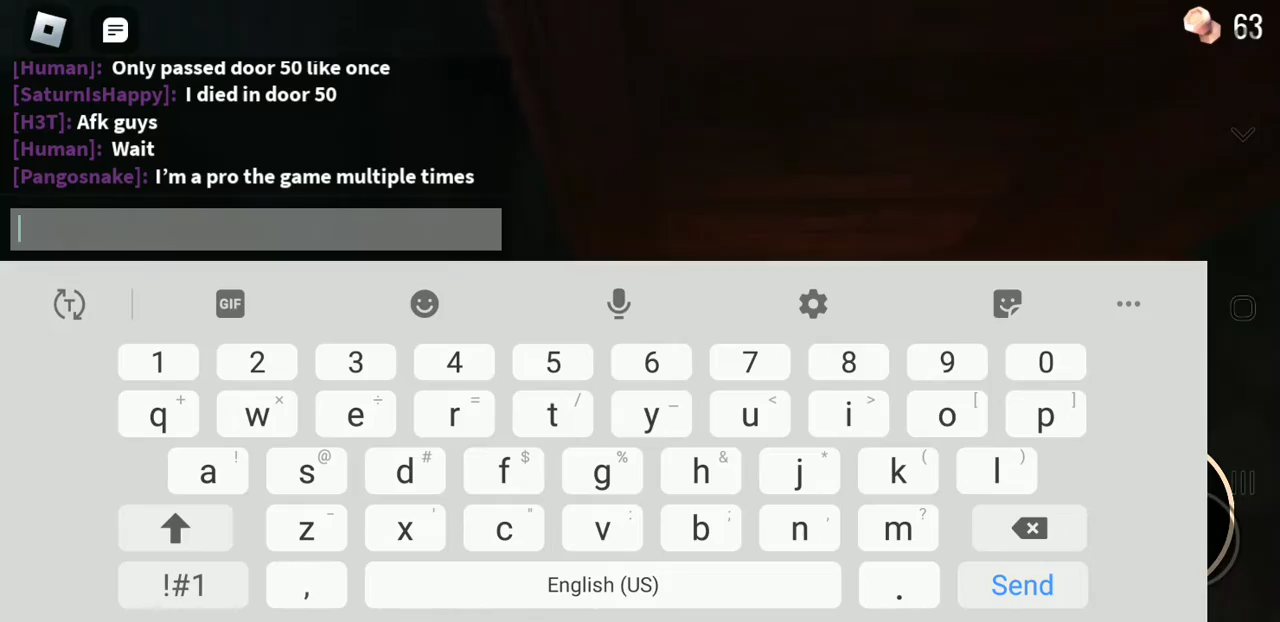 63
[Human]: Only passed door 50 like once
[SaturnIsHappy]: I died in door 50
[H3T]: Afk guys
[Human]: Wait
[Pangosnake]: I’m a pro the game multiple times
T GIF •••
1 2 3 4 5 6 7 8 9 0
q + w × e ÷ r = t / y _ u < i > o [ p ]
a ! s @ d # f $ g % h & j * k ( l )
z - x ' c " v : b ; n , m ?
!#1 , English (US) . Send